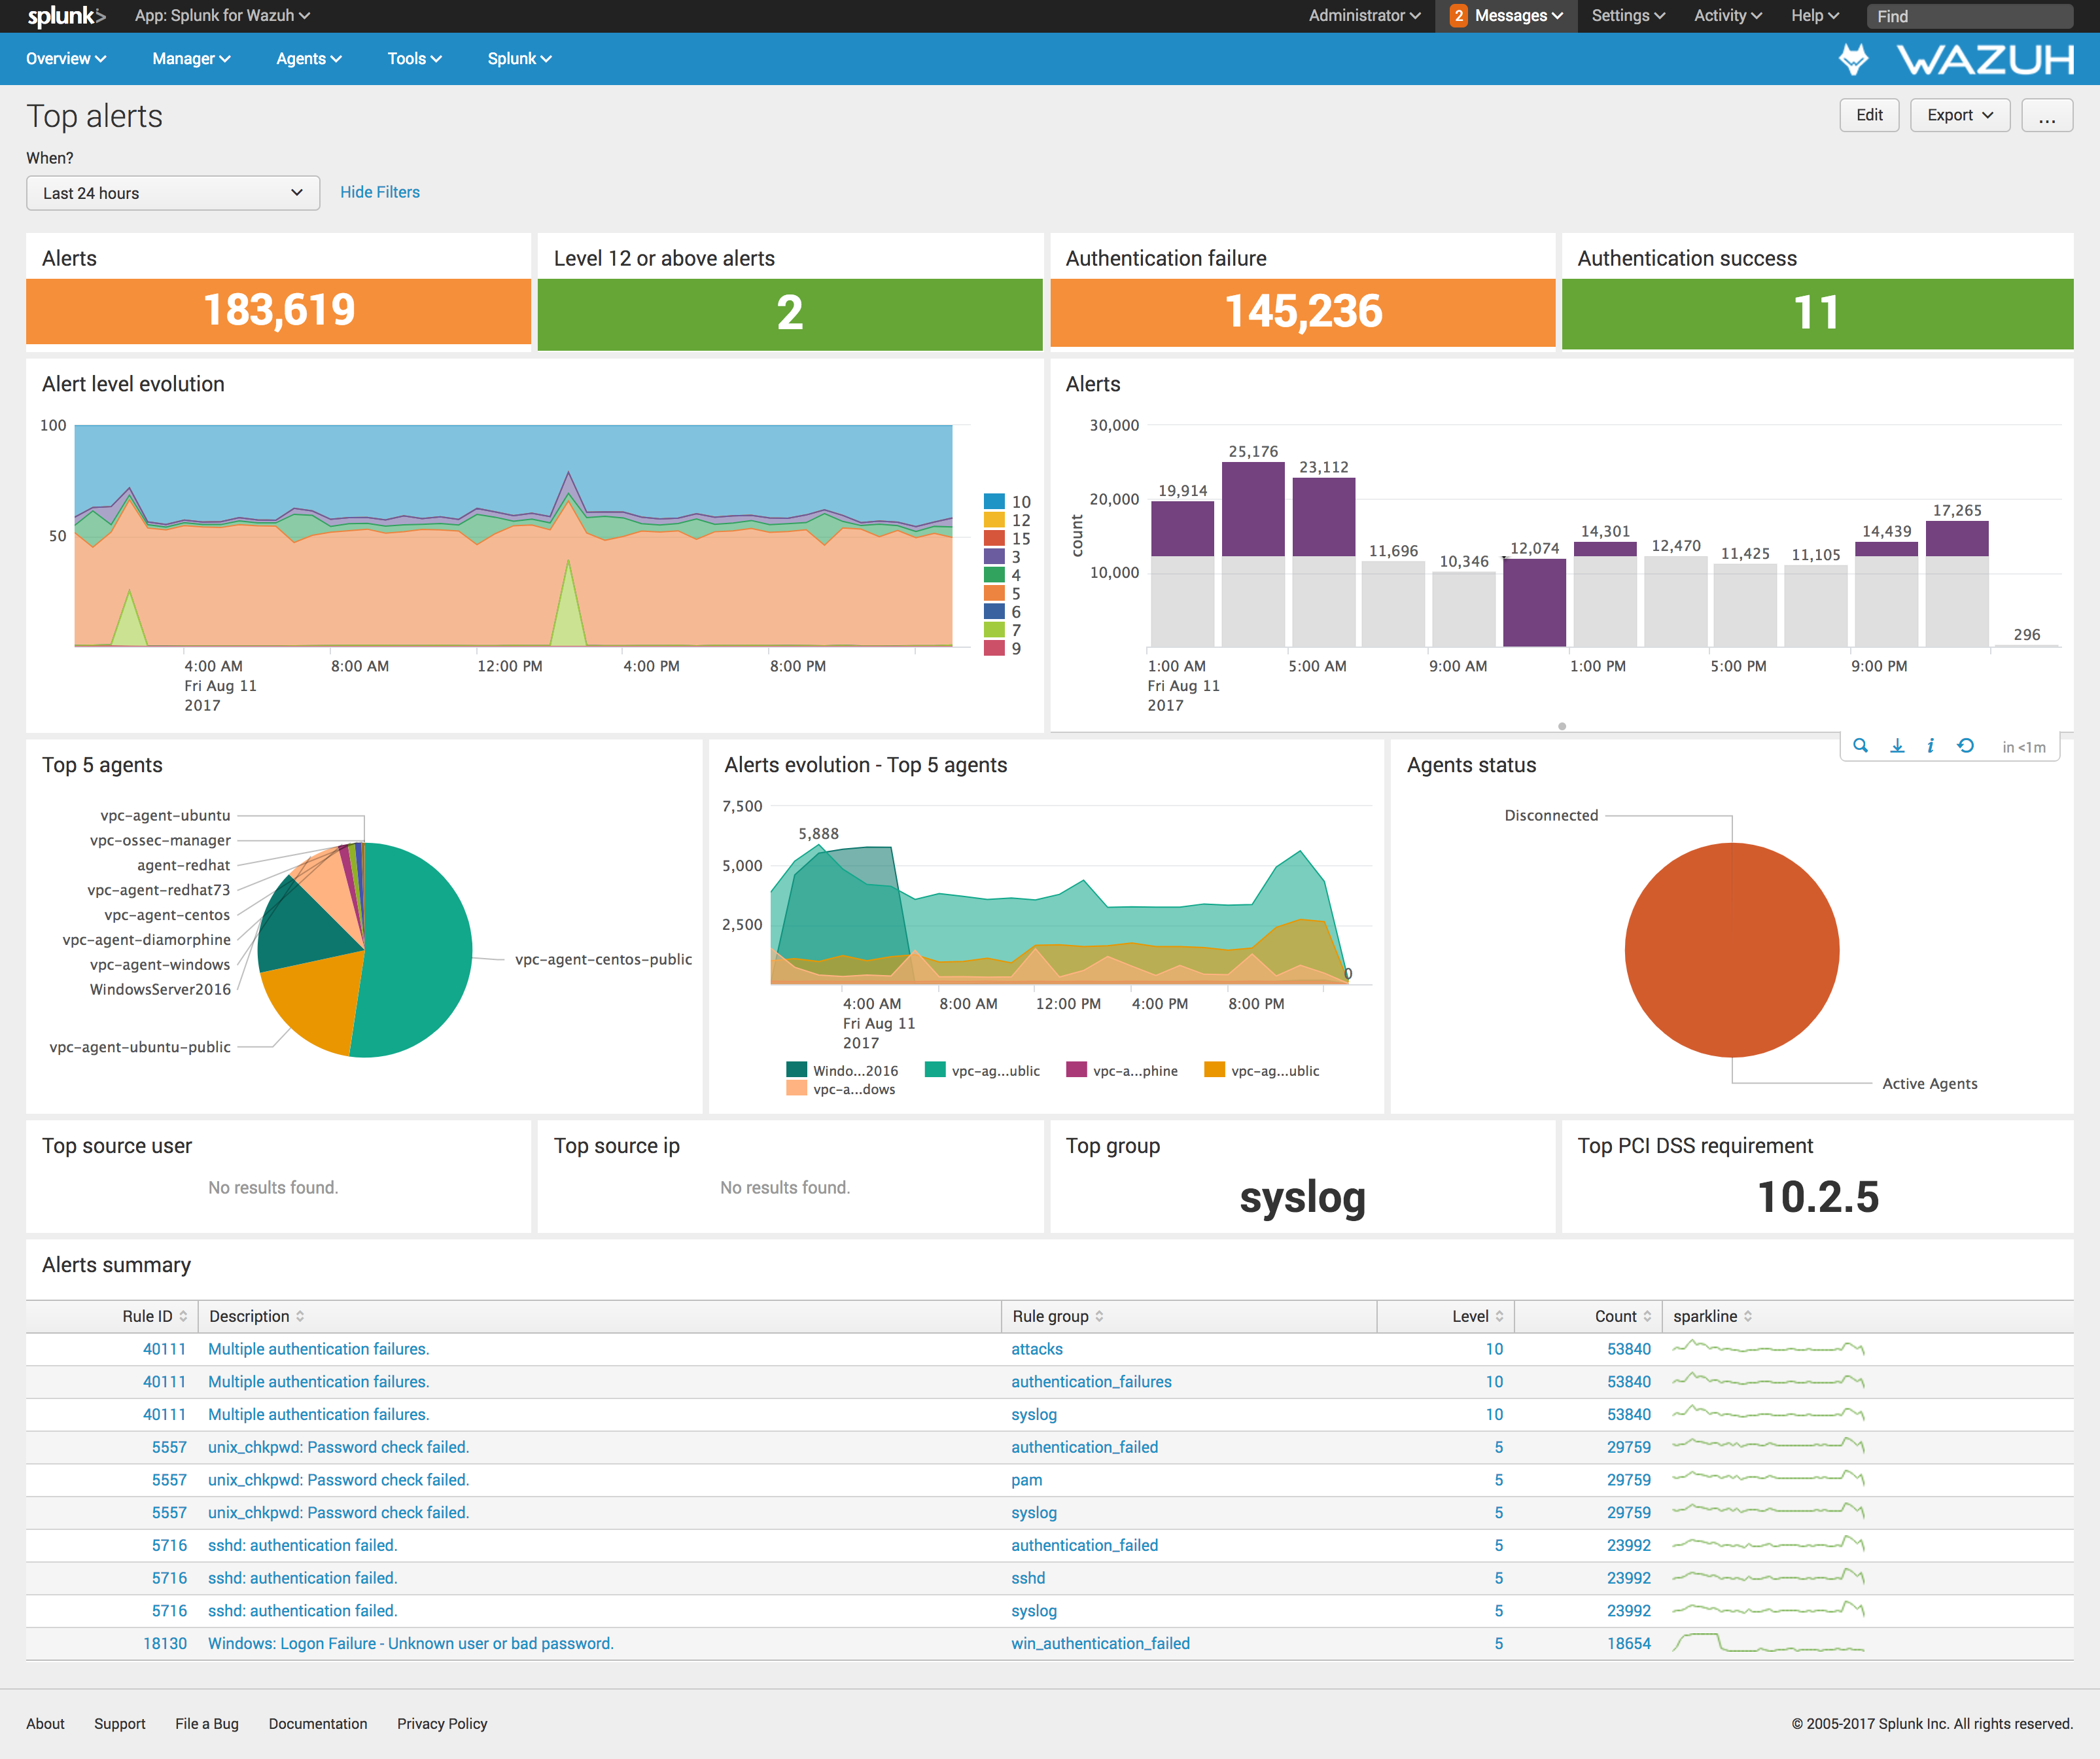 splunk> App: Splunk for Wazuh Administrator 2 Messages Settings Activity Help Find
Overview Manager Agents Tools Splunk WAZUH
Top alerts Edit Export ...
When?
Last 24 hours Hide Filters
Alerts
183,619
Level 12 or above alerts
2
Authentication failure
145,236
Authentication success
11
Alert level evolution
100
50
4:00 AM 8:00 AM 12:00 PM 4:00 PM 8:00 PM
Fri Aug 11
2017
10
12
15
3
4
5
6
7
9
Alerts
count
30,000
20,000
10,000
19,914
25,176
23,112
11,696
10,346
12,074
14,301
12,470
11,425
11,105
14,439
17,265
296
1:00 AM 5:00 AM 9:00 AM 1:00 PM 5:00 PM 9:00 PM
Fri Aug 11
2017
i in <1m
Top 5 agents
vpc-agent-ubuntu
vpc-ossec-manager
agent-redhat
vpc-agent-redhat73
vpc-agent-centos
vpc-agent-diamorphine
vpc-agent-windows
WindowsServer2016
vpc-agent-ubuntu-public
vpc-agent-centos-public
Alerts evolution - Top 5 agents
7,500
5,000
2,500
5,888
0
4:00 AM 8:00 AM 12:00 PM 4:00 PM 8:00 PM
Fri Aug 11
2017
Windo...2016 vpc-ag...ublic vpc-a...phine vpc-ag...ublic
vpc-a...dows
Agents status
Disconnected
Active Agents
Top source user
No results found.
Top source ip
No results found.
Top group
syslog
Top PCI DSS requirement
10.2.5
Alerts summary
Rule ID Description Rule group Level Count sparkline
40111 Multiple authentication failures. attacks 10 53840
40111 Multiple authentication failures. authentication_failures 10 53840
40111 Multiple authentication failures. syslog 10 53840
5557 unix_chkpwd: Password check failed. authentication_failed 5 29759
5557 unix_chkpwd: Password check failed. pam 5 29759
5557 unix_chkpwd: Password check failed. syslog 5 29759
5716 sshd: authentication failed. authentication_failed 5 23992
5716 sshd: authentication failed. sshd 5 23992
5716 sshd: authentication failed. syslog 5 23992
18130 Windows: Logon Failure - Unknown user or bad password. win_authentication_failed 5 18654
About Support File a Bug Documentation Privacy Policy © 2005-2017 Splunk Inc. All rights reserved.